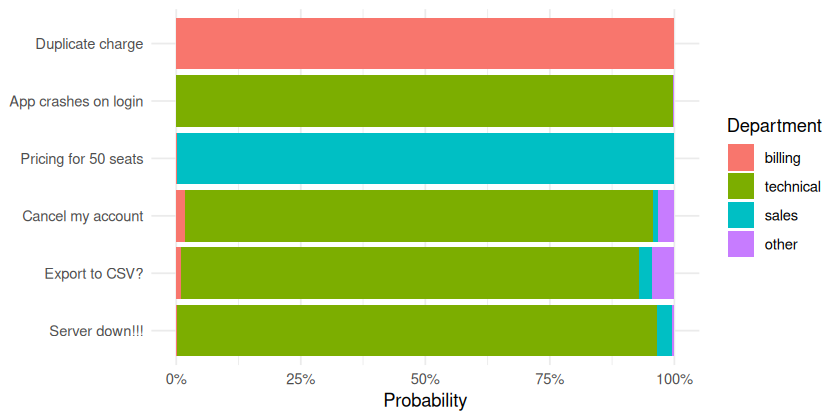 Duplicate charge
App crashes on login
Pricing for 50 seats
Cancel my account
Export to CSV?
Server down!!!
0%
25%
50%
75%
100%
Probability
Department
billing
technical
sales
other